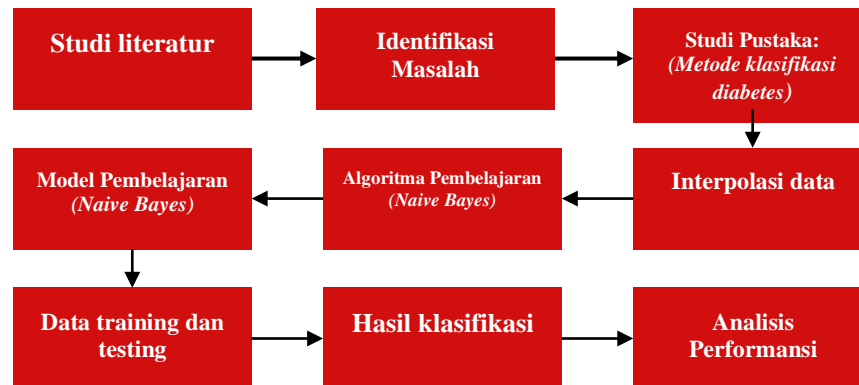 Studi literatur
Identifikasi
Masalah
Studi Pustaka:
(Metode klasifikasi
diabetes)
Interpolasi data
Algoritma Pembelajaran
(Naive Bayes)
Model Pembelajaran
(Naive Bayes)
Data training dan
testing
Hasil klasifikasi
Analisis
Performansi